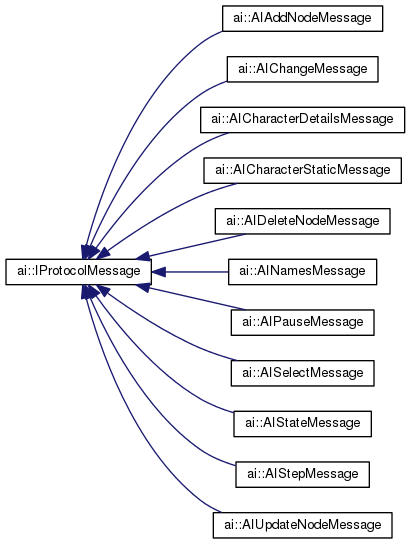 ai::AIAddNodeMessage
ai::AIChangeMessage
ai::AICharacterDetailsMessage
ai::AICharacterStaticMessage
ai::AIDeleteNodeMessage
ai::IProtocolMessage
ai::AINamesMessage
ai::AIPauseMessage
ai::AISelectMessage
ai::AIStateMessage
ai::AIStepMessage
ai::AIUpdateNodeMessage